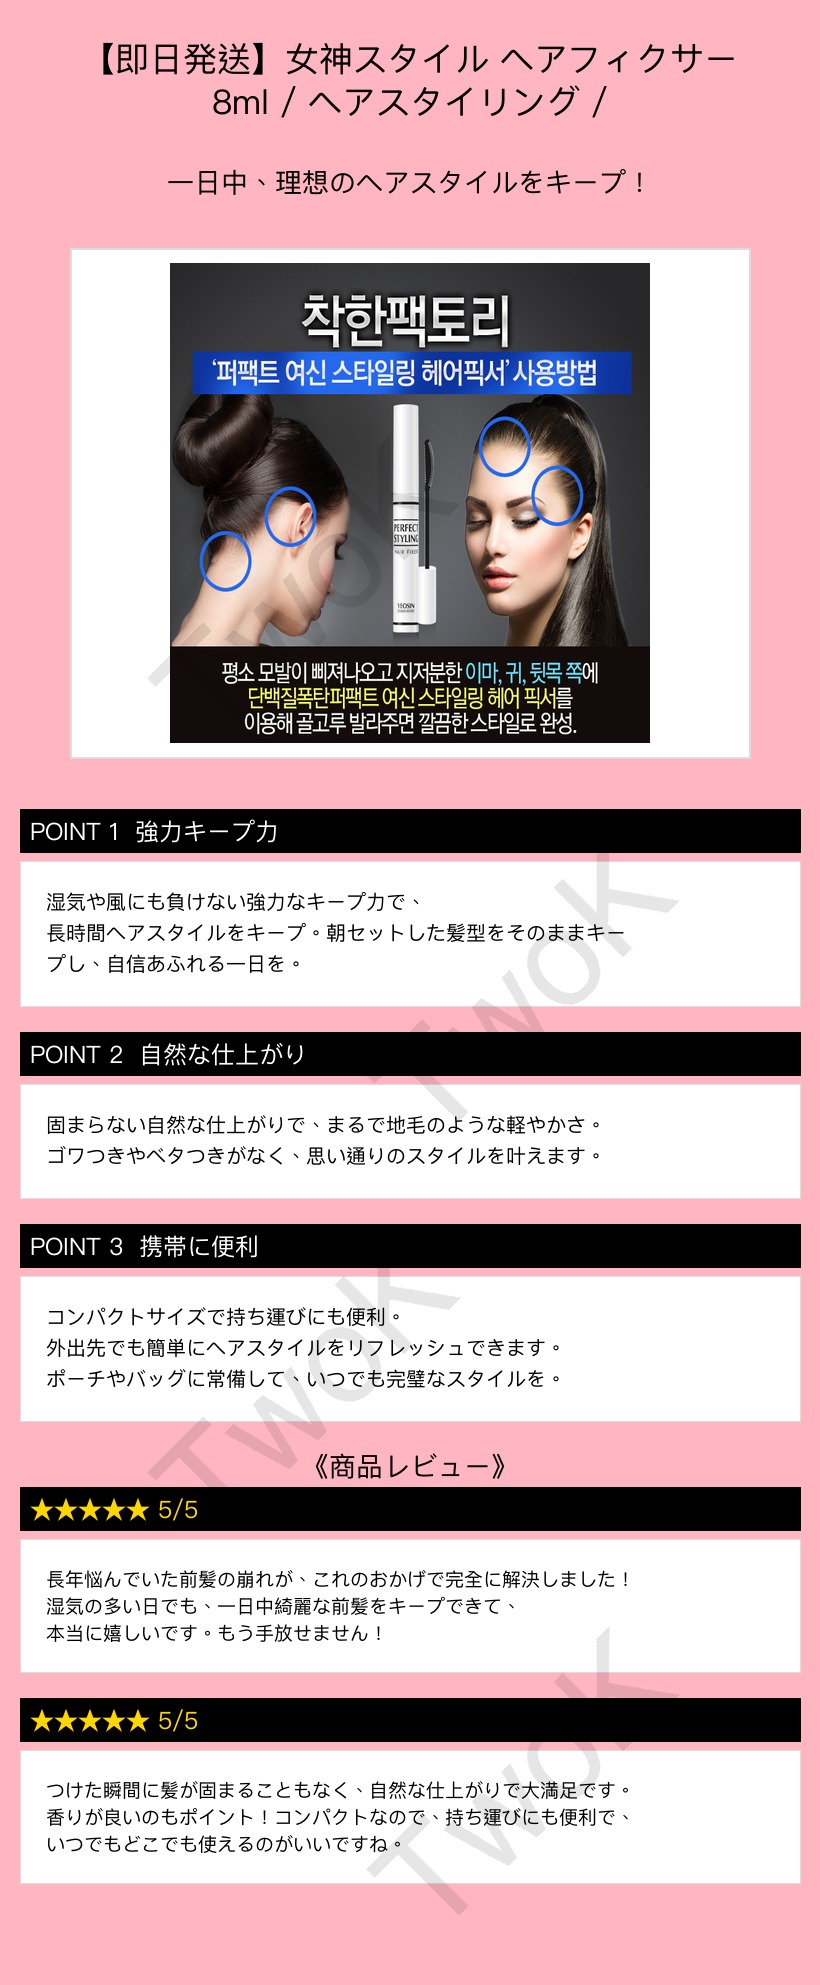 【即日発送】女神スタイル ヘアフィクサー
8ml / ヘアスタイリング /
一日中、理想のヘアスタイルをキープ！
착한팩토리
‘퍼팩트 여신 스타일링 헤어픽서’ 사용방법
PERFECT
STYLING
HAIR FIXER
YEOSIN
평소 모발이 삐져나오고 지저분한 이마, 귀, 뒷목 쪽에
단백질폭탄퍼팩트 여신 스타일링 헤어 픽서를
이용해 골고루 발라주면 깔끔한 스타일로 완성.
POINT 1 強力キープ力
湿気や風にも負けない強力なキープ力で、
長時間ヘアスタイルをキープ。朝セットした髪型をそのままキー
プし、自信あふれる一日を。
POINT 2 自然な仕上がり
固まらない自然な仕上がりで、まるで地毛のような軽やかさ。
ゴワつきやベタつきがなく、思い通りのスタイルを叶えます。
POINT 3 携帯に便利
コンパクトサイズで持ち運びにも便利。
外出先でも簡単にヘアスタイルをリフレッシュできます。
ポーチやバッグに常備して、いつでも完璧なスタイルを。
《商品レビュー》
★★★★★ 5/5
長年悩んでいた前髪の崩れが、これのおかげで完全に解決しました！
湿気の多い日でも、一日中綺麗な前髪をキープできて、
本当に嬉しいです。もう手放せません！
★★★★★ 5/5
つけた瞬間に髪が固まることもなく、自然な仕上がりで大満足です。
香りが良いのもポイント！コンパクトなので、持ち運びにも便利で、
いつでもどこでも使えるのがいいですね。
TwoK
TwoK
TwoK
TwoK